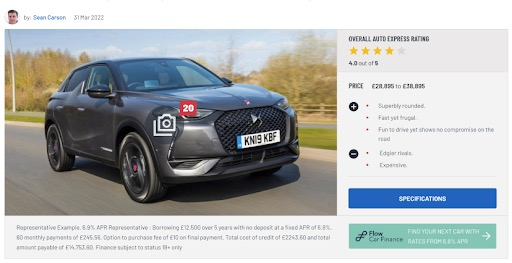 by: Sean Carson 31 Mar 2022
20
KN19 KBF
Representative Example: 6.9% APR Representative : Borrowing £12,500 over 5 years with no deposit at a fixed APR of 6.9%.
60 monthly payments of £245.56. Option to purchase fee of £10 on final payment. Total cost of credit of £2243.60 and total
amount payable of £14,753.60. Finance subject to status 18+ only
OVERALL AUTO EXPRESS RATING
4.0 out of 5
PRICE £28,895 to £38,895
Superbly rounded.
Fast yet frugal.
Fun to drive yet shows no compromise on the
road
Edgier rivals.
Expensive.
SPECIFICATIONS
Flow
Car Finance
FIND YOUR NEXT CAR WITH
RATES FROM 6.8% APR